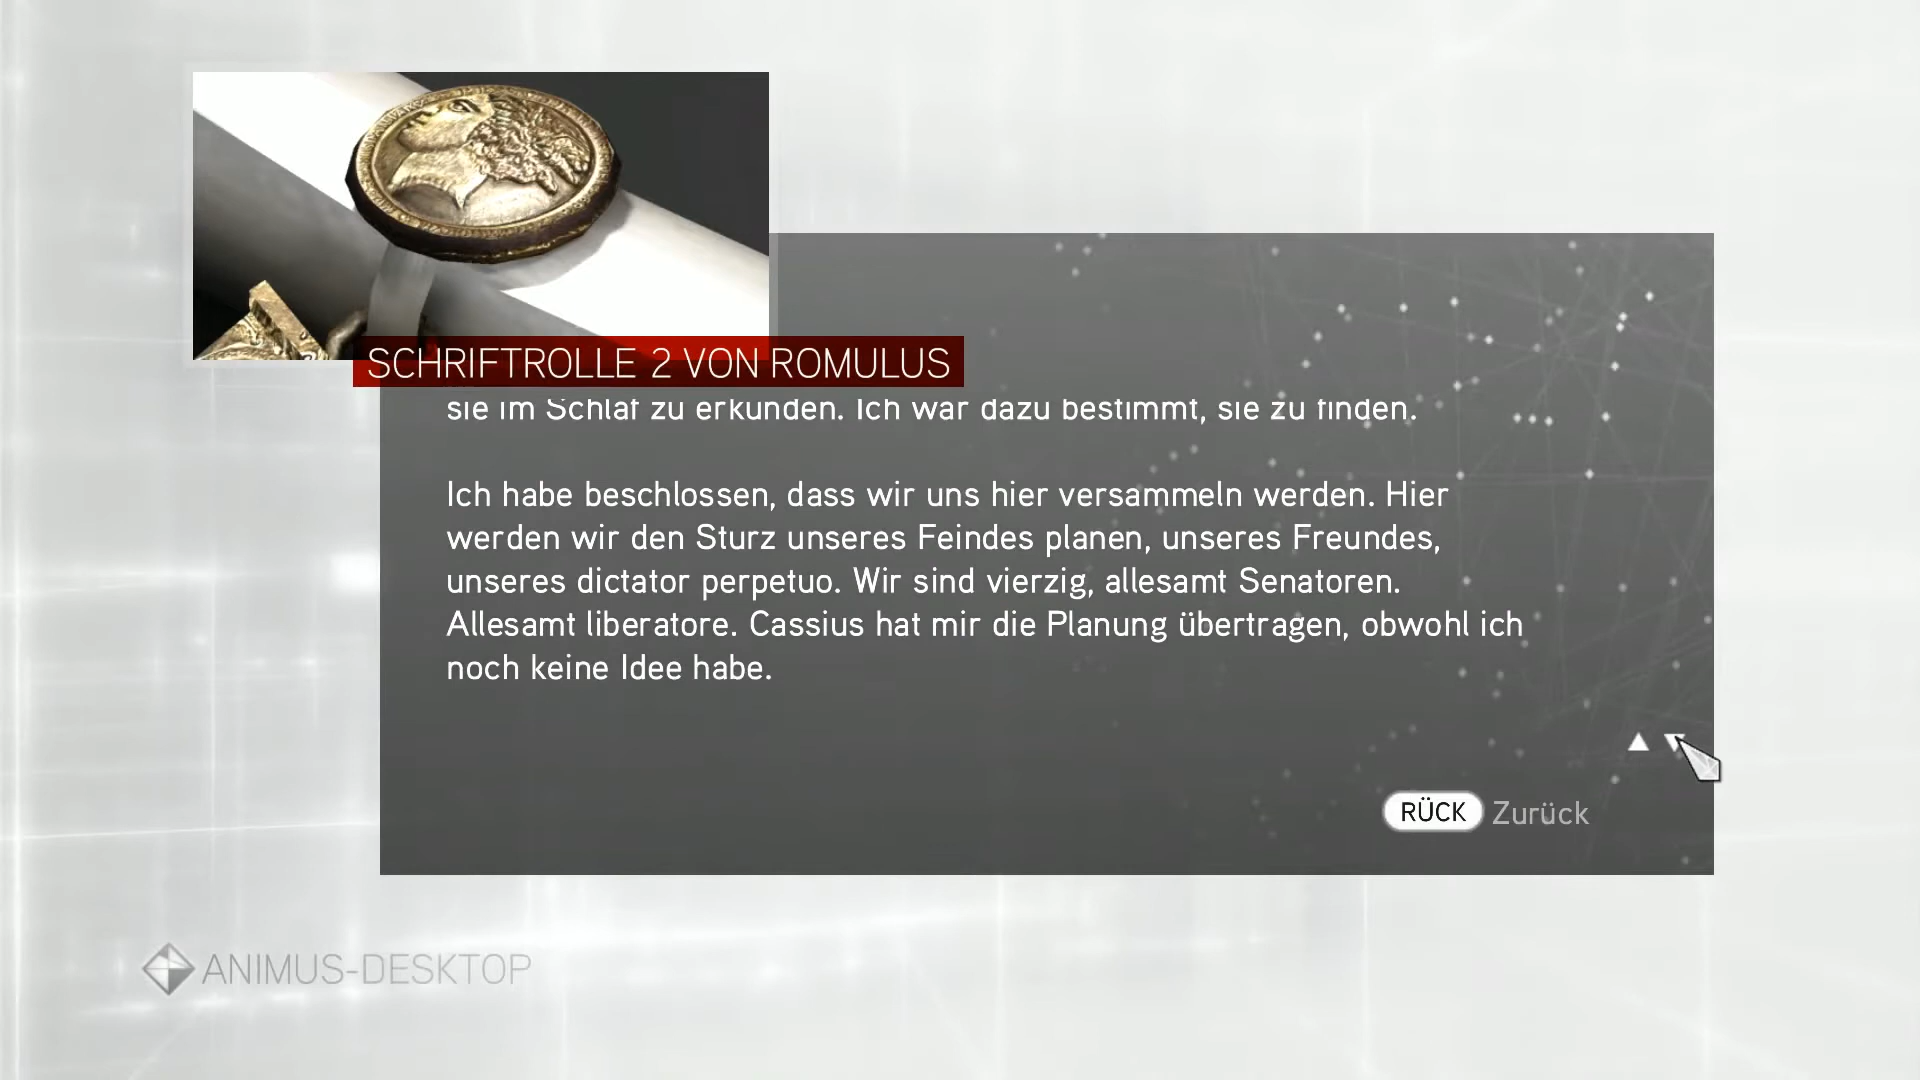 SCHRIFTROLLE 2 VON ROMULUS
sie im Schlaf zu erkunden. Ich war dazu bestimmt, sie zu finden.
Ich habe beschlossen, dass wir uns hier versammeln werden. Hier
werden wir den Sturz unseres Feindes planen, unseres Freundes,
unseres dictator perpetuo. Wir sind vierzig, allesamt Senatoren.
Allesamt liberatore. Cassius hat mir die Planung übertragen, obwohl ich
noch keine Idee habe.
RÜCK Zurück
ANIMUS-DESKTOP